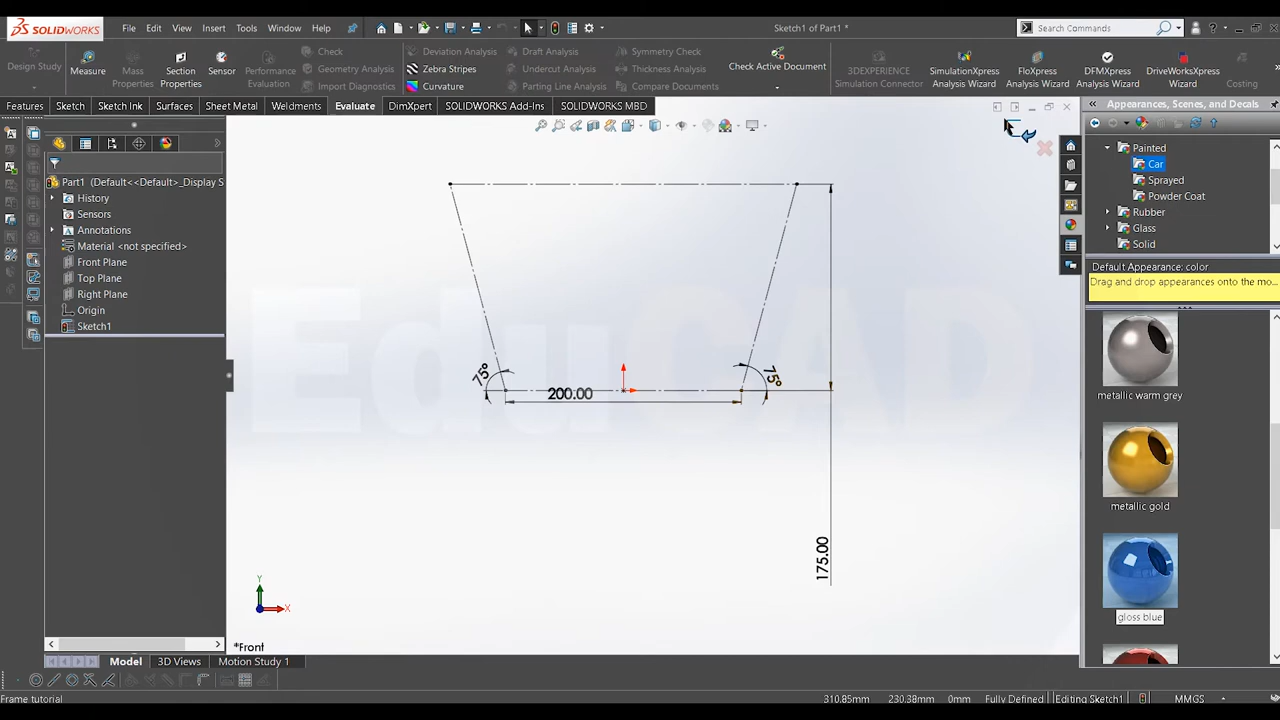 SOLIDWORKS File Edit View Insert Tools Window Help Sketch1 of Part1 * Search Commands
Design Study Measure Mass Properties Section Properties Sensor Performance Evaluation Check Geometry Analysis Import Diagnostics Deviation Analysis Zebra Stripes Curvature Draft Analysis Undercut Analysis Parting Line Analysis Symmetry Check Thickness Analysis Compare Documents Check Active Document 3DEXPERIENCE Simulation Connector SimulationXpress Analysis Wizard FloXpress Analysis Wizard DFMXpress Analysis Wizard DriveWorksXpress Wizard Costing
Features Sketch Sketch Ink Surfaces Sheet Metal Weldments Evaluate DimXpert SOLIDWORKS Add-Ins SOLIDWORKS MBD
Appearances, Scenes, and Decals
Part1 (Default<<Default>_Display S
History
Sensors
Annotations
Material <not specified>
Front Plane
Top Plane
Right Plane
Origin
Sketch1
EduCAD
75°
200.00
75°
175.00
Y
X
*Front
Painted
Car
Sprayed
Powder Coat
Rubber
Glass
Solid
Default Appearance: color
Drag and drop appearances onto the mo...
metallic warm grey
metallic gold
gloss blue
Model 3D Views Motion Study 1
Frame tutorial 310.85mm 230.38mm 0mm Fully Defined Editing Sketch1 MMGS